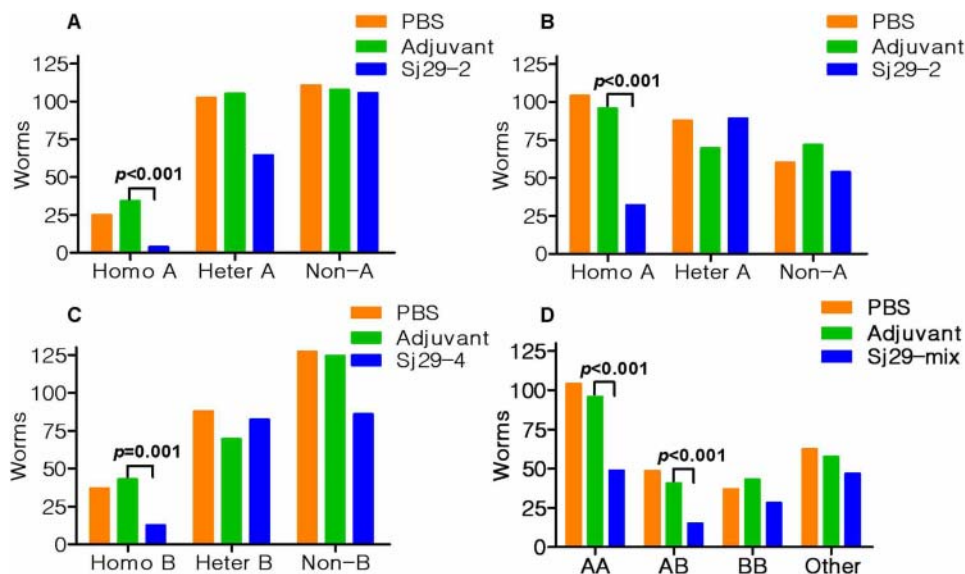 A
PBS
Adjuvant
Sj29-2
Worms
125
100
75
50
25
0
p<0.001
Homo A Heter A Non-A
B
PBS
Adjuvant
Sj29-2
Worms
125
100
75
50
25
0
p<0.001
Homo A Heter A Non-A
C
PBS
Adjuvant
Sj29-4
Worms
125
100
75
50
25
0
p=0.001
Homo B Heter B Non-B
D
PBS
Adjuvant
Sj29-mix
Worms
125
100
75
50
25
0
p<0.001
p<0.001
AA AB BB Other